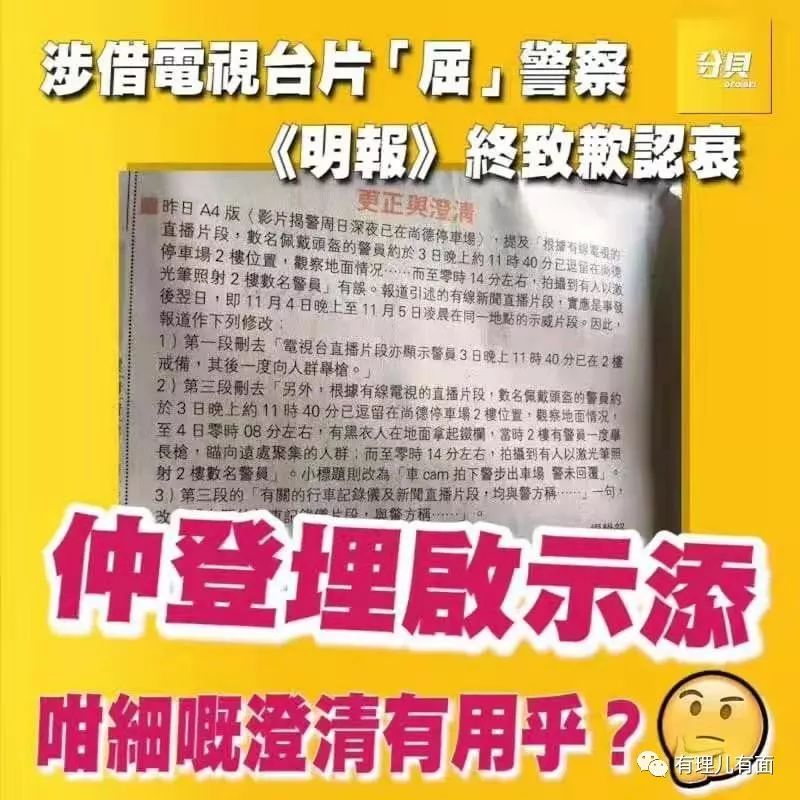 涉借電視台片「屈」警察
分貝
《明報》終致歉認衰
更正與澄清
昨日 A4 版〈影片揭警周日深夜已在尚德停車場〉，提及「根據有線電視的
直播片段，數名佩戴頭盔的警員約於 3 日晚上約 11 時 40 分已逗留在尚德
停車場 2 樓位置，觀察地面情況……而至零時 14 分左右，拍攝到有人以激
光筆照射 2 樓數名警員」有誤。報道引述的有線新聞直播片段，實應是事發
後翌日，即 11 月 4 日晚上至 11 月 5 日凌晨在同一地點的示威片段。因此，
報道作下列修改：
1）第一段刪去「電視台直播片段亦顯示警員 3 日晚上 11 時 40 分已在 2 樓
戒備，其後一度向人群舉槍。」
2）第三段刪去「另外，根據有線電視的直播片段，數名佩戴頭盔的警員約
於 3 日晚上約 11 時 40 分已逗留在尚德停車場 2 樓位置，觀察地面情況，
至 4 日零時 08 分左右，有黑衣人在地面拿起鐵欄，當時 2 樓有警員一度舉
長槍，瞄向遠處聚集的人群；而至零時 14 分左右，拍攝到有人以激光筆照
射 2 樓數名警員」。小標題則改為「車 cam 拍下警步出車場 警未回覆」。
3）第三段的「有關的行車記錄儀及新聞直播片段，均與警方稱……」一句，
改
記錄儀片段，與警方稱……」。
仲登埋啟示添
咁細嘅澄清有用乎？
有理儿有面